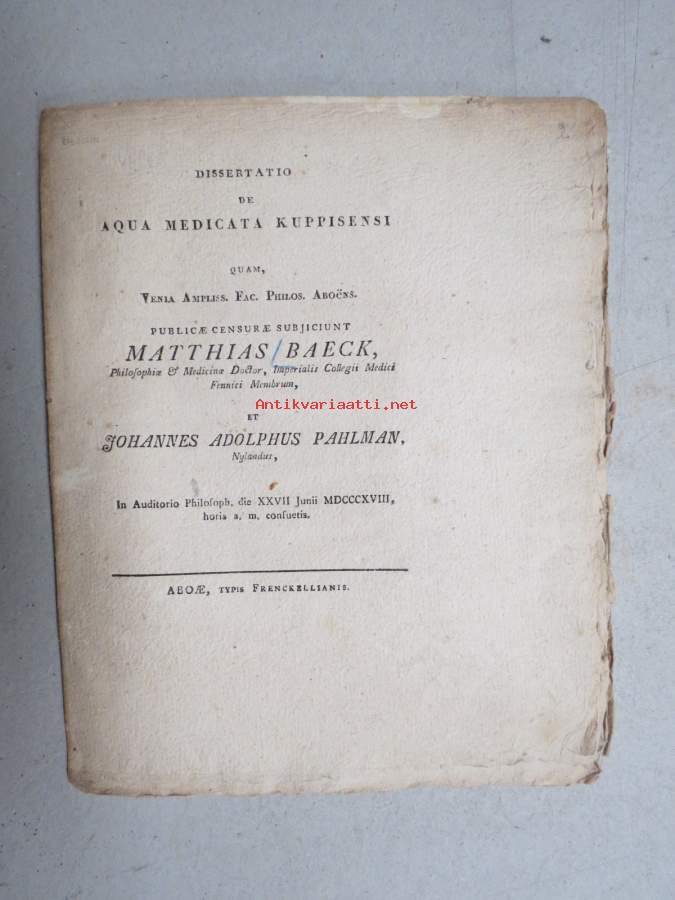 DISSERTATIO
DE
AQUA MEDICATA KUPPISENSI
QUAM,
VENIA AMPLISS. FAC. PHILOS. ABOËNS.
PUBLICÆ CENSURÆ SUBJICIUNT
MATTHIAS BAECK,
Philoſophiæ & Medicinæ Doctor, Imperialis Collegii Medici
Fennici Membrum,
Antikvariaatti.net
ET
JOHANNES ADOLPHUS PAHLMAN,
Nylandus,
In Auditorio Philoſoph. die XXVII Junii MDCCCXVIII,
horis a. m. conſuetis.
ABOÆ, TYPIS FRENCKELLIANIS.